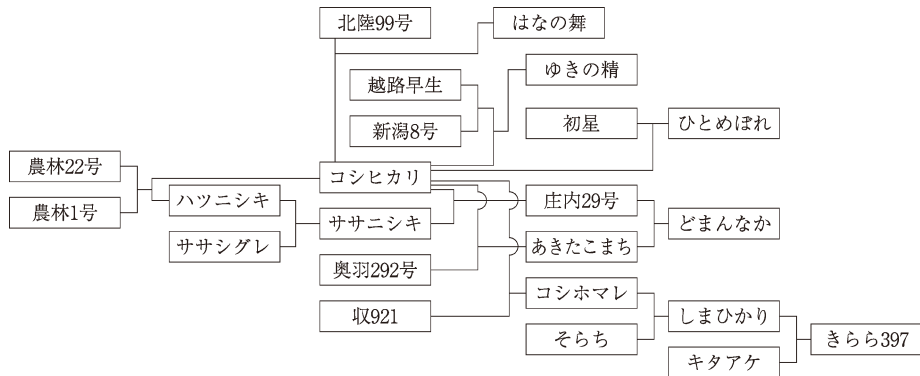 北陸99号
はなの舞
越路早生
ゆきの精
新潟8号
初星
ひとめぼれ
農林22号
コシヒカリ
農林1号
ハツニシキ
庄内29号
ササニシキ
どまんなか
ササシグレ
あきたこまち
奥羽292号
コシホマレ
収921
しまひかり
そらち
きらら397
キタアケ